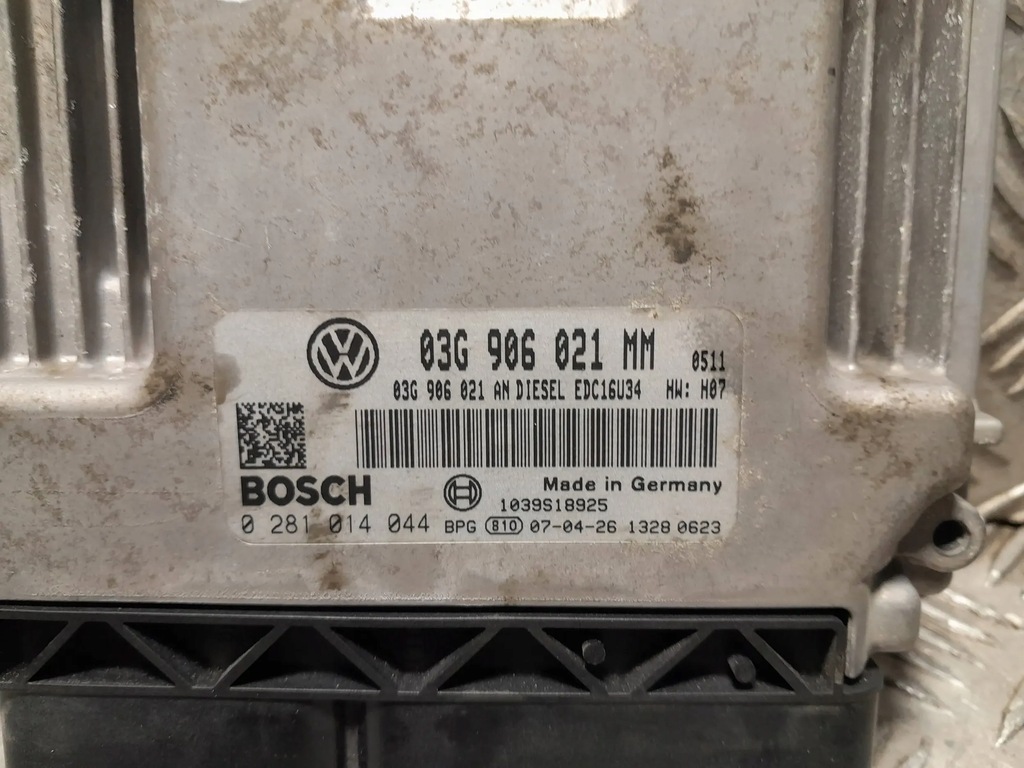 03G 906 021 MM 0511
03G 906 021 AN DIESEL EDC16U34 HW: H07
BOSCH
Made in Germany
1039S18925
0 281 014 044 BPG 810 07-04-26 1328 0623